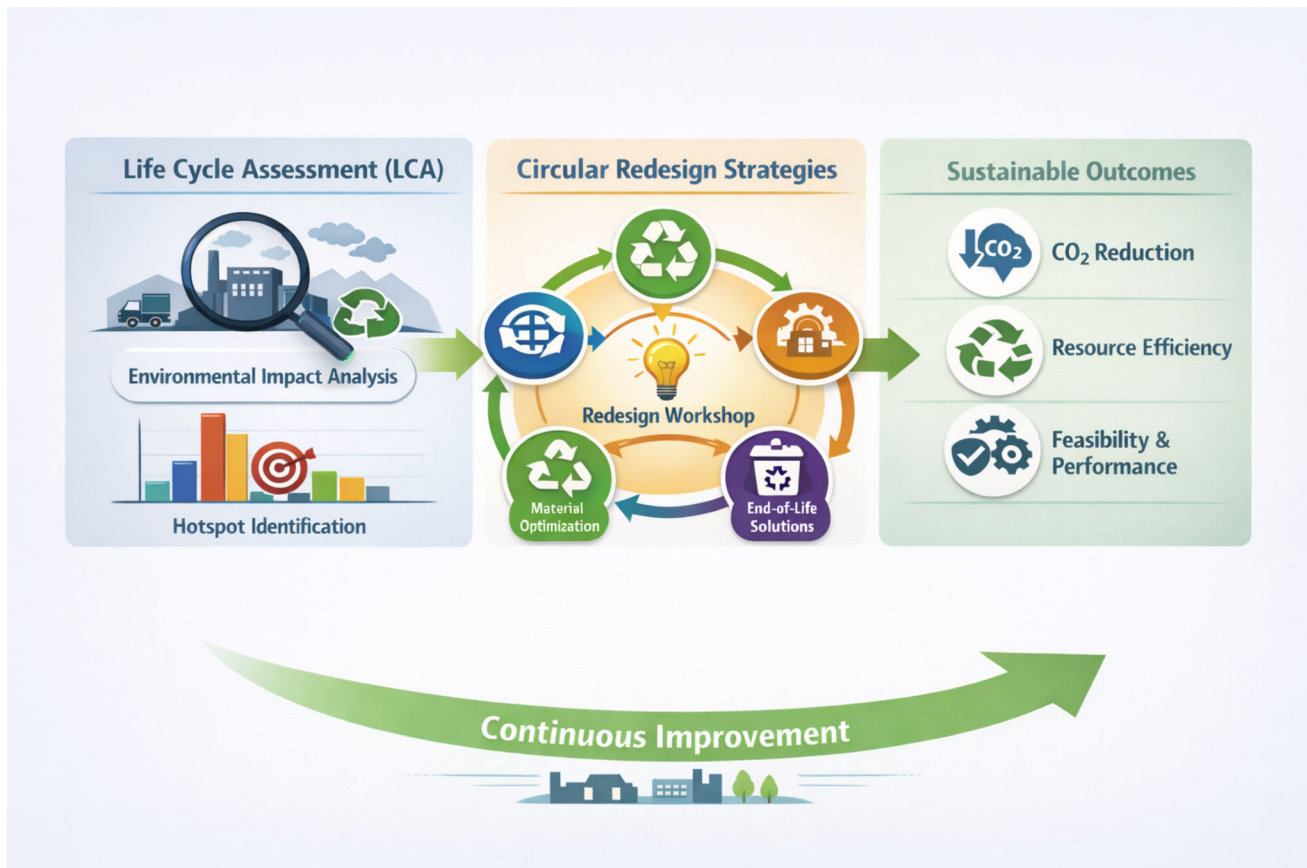 Life Cycle Assessment (LCA)
Environmental Impact Analysis
Hotspot Identification
Circular Redesign Strategies
Redesign Workshop
Material
Optimization
End-of-Life
Solutions
Sustainable Outcomes
CO₂
CO₂ Reduction
Resource Efficiency
Feasibility &
Performance
Continuous Improvement